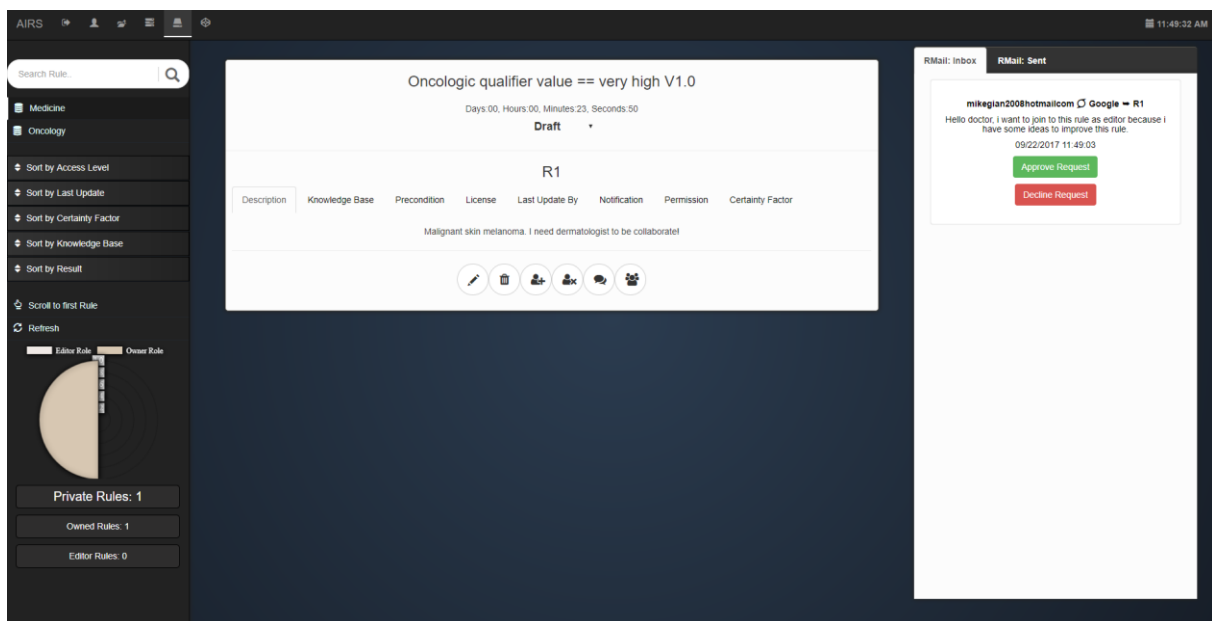 AIRS
11:49:32 AM
Search Rule..
Medicine
Oncology
Sort by Access Level
Sort by Last Update
Sort by Certainty Factor
Sort by Knowledge Base
Sort by Result
Scroll to first Rule
Refresh
Editor Role Owner Role
Private Rules: 1
Owned Rules: 1
Editor Rules: 0
Oncologic qualifier value == very high V1.0
Days:00, Hours:00, Minutes:23, Seconds:50
Draft
R1
Description Knowledge Base Precondition License Last Update By Notification Permission Certainty Factor
Malignant skin melanoma. I need dermatologist to be collaborate!
RMail: Inbox RMail: Sent
mikegian2008hotmailcom Google R1
Hello doctor, i want to join to this rule as editor because i
have some ideas to improve this rule.
09/22/2017 11:49:03
Approve Request
Decline Request